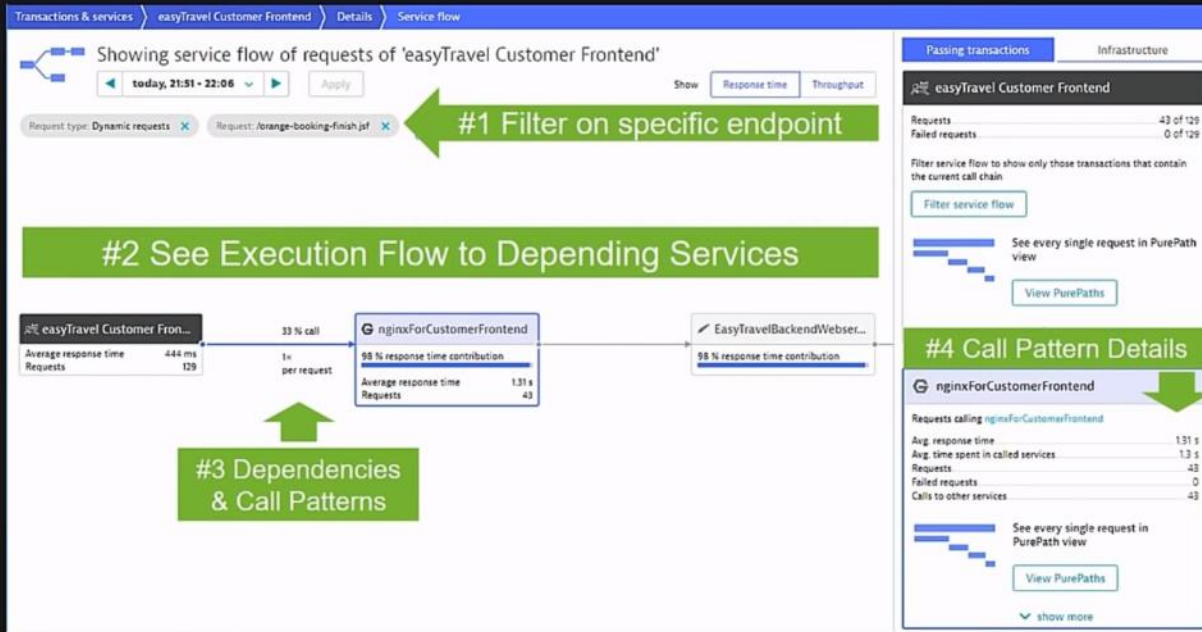 Transactions & services
easyTravel Customer Frontend
Details
Service flow
Showing service flow of requests of 'easyTravel Customer Frontend'
today, 21:51 - 22:06
Apply
Show
Response time
Throughput
Request type: Dynamic requests
Request: /orange-booking-finish.jsf
#1 Filter on specific endpoint
#2 See Execution Flow to Depending Services
easyTravel Customer Fron...
Average response time 444 ms
Requests 129
33 % call
1x
per request
nginxForCustomerFrontend
98 % response time contribution
Average response time 1.31 s
Requests 43
EasyTravelBackendWebser...
98 % response time contribution
#3 Dependencies
& Call Patterns
Passing transactions
Infrastructure
easyTravel Customer Frontend
Requests 43 of 129
Failed requests 0 of 129
Filter service flow to show only those transactions that contain
the current call chain
Filter service flow
See every single request in PurePath
view
View PurePaths
#4 Call Pattern Details
nginxForCustomerFrontend
Requests calling nginxForCustomerFrontend
Avg. response time 1.31 s
Avg. time spent in called services 1.3 s
Requests 43
Failed requests 0
Calls to other services 43
See every single request in
PurePath view
View PurePaths
show more